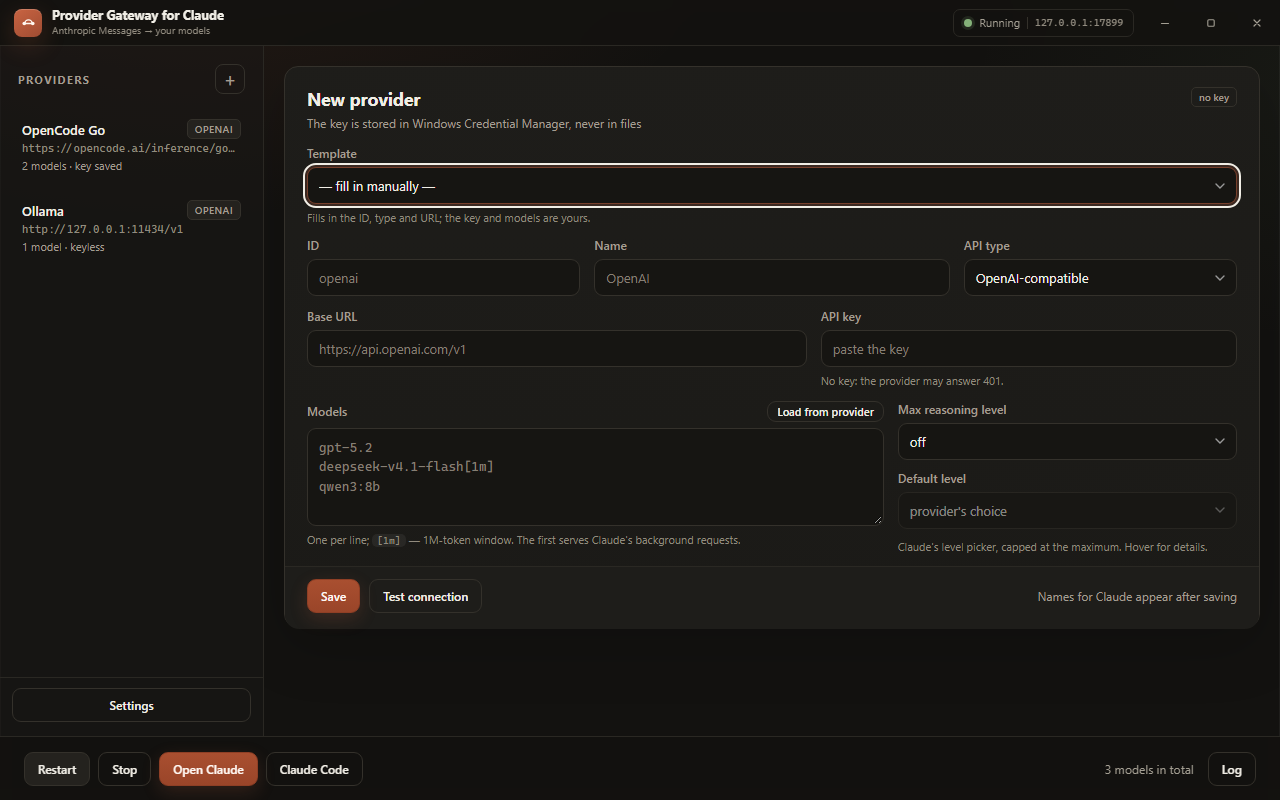 Provider Gateway for Claude
Anthropic Messages → your models
Running
127.0.0.1:17899
PROVIDERS
+
OpenCode Go
OPENAI
https://opencode.ai/inference/go…
2 models · key saved
Ollama
OPENAI
http://127.0.0.1:11434/v1
1 model · keyless
Settings
New provider
no key
The key is stored in Windows Credential Manager, never in files
Template
— fill in manually —
Fills in the ID, type and URL; the key and models are yours.
ID
Name
API type
openai
OpenAI
OpenAI-compatible
Base URL
API key
https://api.openai.com/v1
paste the key
No key: the provider may answer 401.
Models
Load from provider
Max reasoning level
gpt-5.2
deepseek-v4.1-flash[1m]
qwen3:8b
off
Default level
provider's choice
One per line; [1m] — 1M-token window. The first serves Claude's background requests.
Claude's level picker, capped at the maximum. Hover for details.
Save
Test connection
Names for Claude appear after saving
Restart
Stop
Open Claude
Claude Code
3 models in total
Log